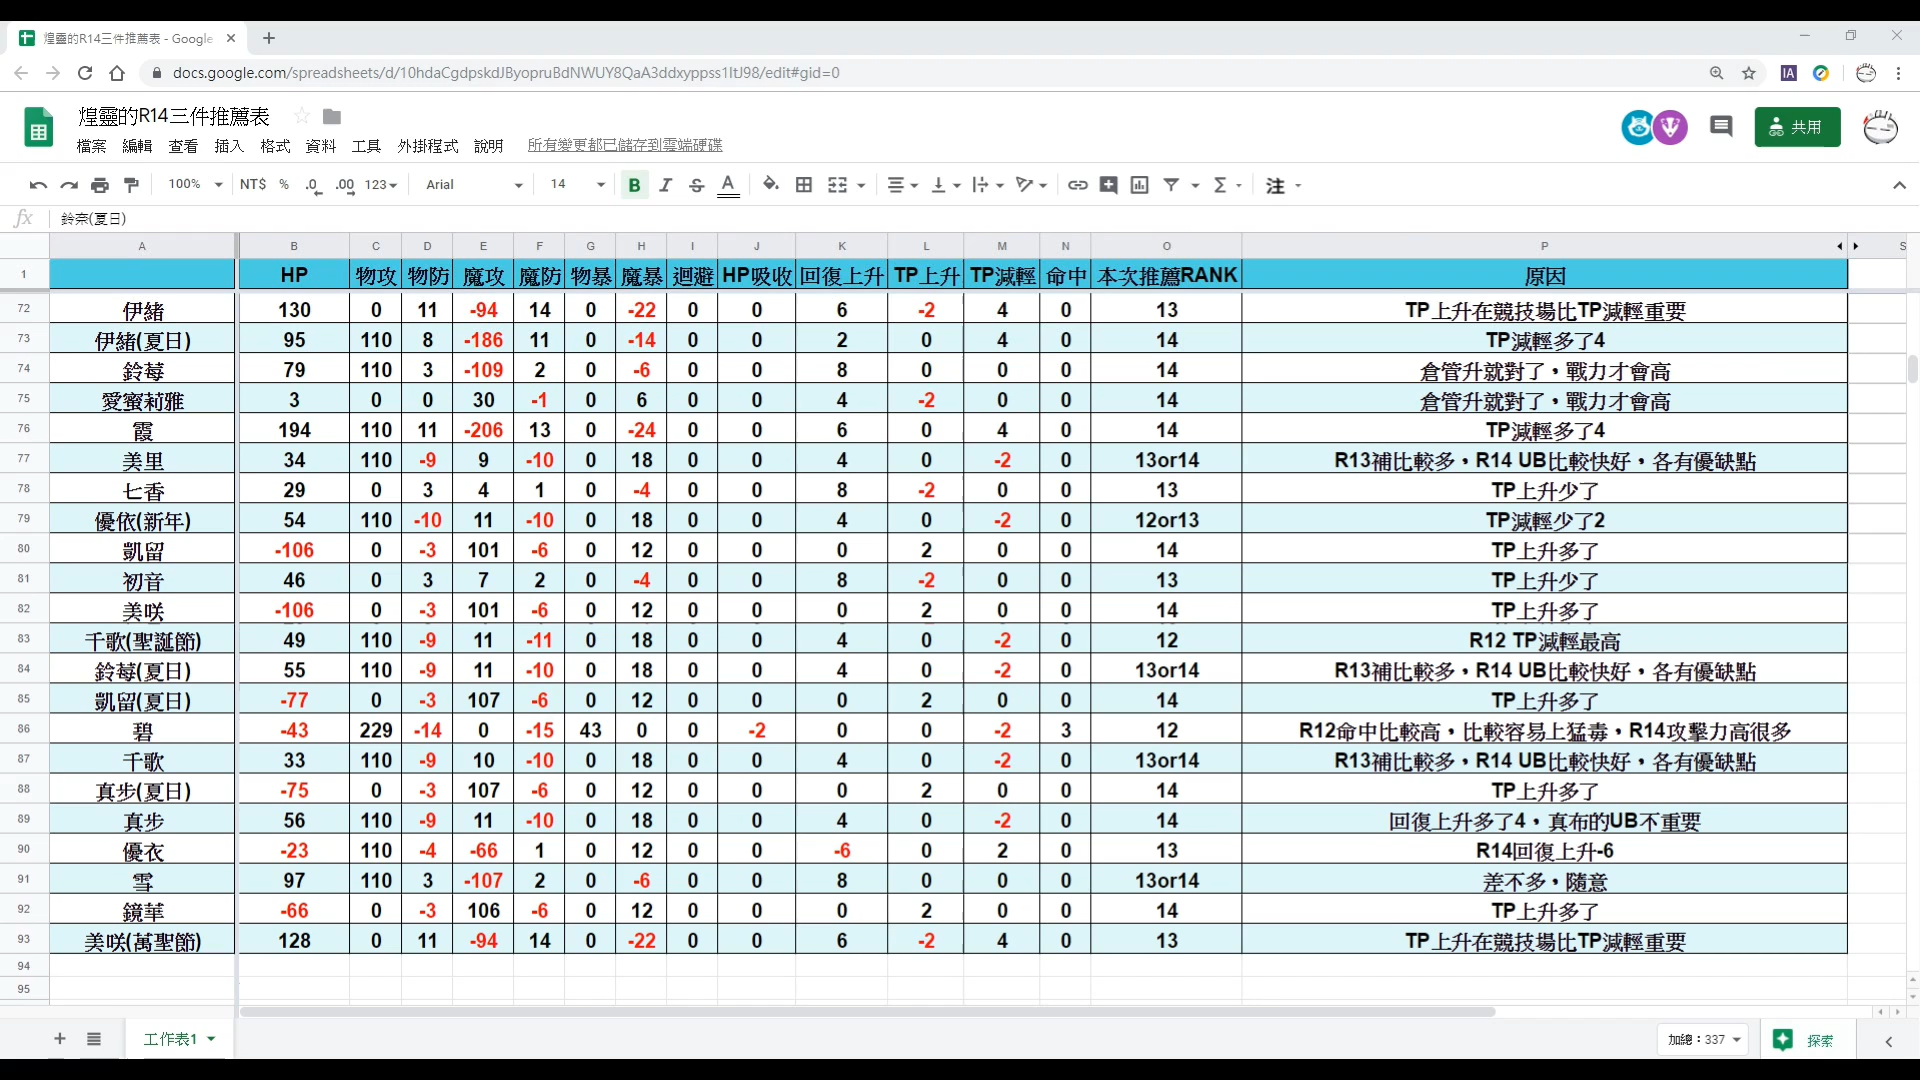 煌靈的R14三件推薦表 - Google
docs.google.com/spreadsheets/d/10hdaCgdpskdJByopruBdNWUY8QaA3ddxyppss1ItJ98/edit#gid=0
IA
煌靈的R14三件推薦表
檔案 編輯 查看 插入 格式 資料 工具 外掛程式 說明 所有變更都已儲存到雲端硬碟
共用
100% NT$ % .0 .00 123 Arial 14 B I S A Σ 注
fx 鈴奈(夏日)
A B C D E F G H I J K L M N O P S
1 HP 物攻 物防 魔攻 魔防 物暴 魔暴 迴避 HP吸收 回復上升 TP上升 TP減輕 命中 本次推薦RANK 原因
72 伊緒 130 0 11 -94 14 0 -22 0 0 6 -2 4 0 13 TP上升在競技場比TP減輕重要
73 伊緒(夏日) 95 110 8 -186 11 0 -14 0 0 2 0 4 0 14 TP減輕多了4
74 鈴莓 79 110 3 -109 2 0 -6 0 0 8 0 0 0 14 倉管升就對了，戰力才會高
75 愛蜜莉雅 3 0 0 30 -1 0 6 0 0 4 -2 0 0 14 倉管升就對了，戰力才會高
76 霞 194 110 11 -206 13 0 -24 0 0 6 0 4 0 14 TP減輕多了4
77 美里 34 110 -9 9 -10 0 18 0 0 4 0 -2 0 13or14 R13補比較多，R14 UB比較快好，各有優缺點
78 七香 29 0 3 4 1 0 -4 0 0 8 -2 0 0 13 TP上升少了
79 優依(新年) 54 110 -10 11 -10 0 18 0 0 4 0 -2 0 12or13 TP減輕少了2
80 凱留 -106 0 -3 101 -6 0 12 0 0 0 2 0 0 14 TP上升多了
81 初音 46 0 3 7 2 0 -4 0 0 8 -2 0 0 13 TP上升少了
82 美咲 -106 0 -3 101 -6 0 12 0 0 0 2 0 0 14 TP上升多了
83 千歌(聖誕節) 49 110 -9 11 -11 0 18 0 0 4 0 -2 0 12 R12 TP減輕最高
84 鈴莓(夏日) 55 110 -9 11 -10 0 18 0 0 4 0 -2 0 13or14 R13補比較多，R14 UB比較快好，各有優缺點
85 凱留(夏日) -77 0 -3 107 -6 0 12 0 0 0 2 0 0 14 TP上升多了
86 碧 -43 229 -14 0 -15 43 0 0 -2 0 0 -2 3 12 R12命中比較高，比較容易上猛毒，R14攻擊力高很多
87 千歌 33 110 -9 10 -10 0 18 0 0 4 0 -2 0 13or14 R13補比較多，R14 UB比較快好，各有優缺點
88 真步(夏日) -75 0 -3 107 -6 0 12 0 0 0 2 0 0 14 TP上升多了
89 真步 56 110 -9 11 -10 0 18 0 0 4 0 -2 0 14 回復上升多了4，真布的UB不重要
90 優衣 -23 110 -4 -66 1 0 12 0 0 -6 0 2 0 13 R14回復上升-6
91 雪 97 110 3 -107 2 0 -6 0 0 8 0 0 0 13or14 差不多，隨意
92 鏡華 -66 0 -3 106 -6 0 12 0 0 0 2 0 0 14 TP上升多了
93 美咲(萬聖節) 128 0 11 -94 14 0 -22 0 0 6 -2 4 0 13 TP上升在競技場比TP減輕重要
94
95
工作表1 加總：337 探索